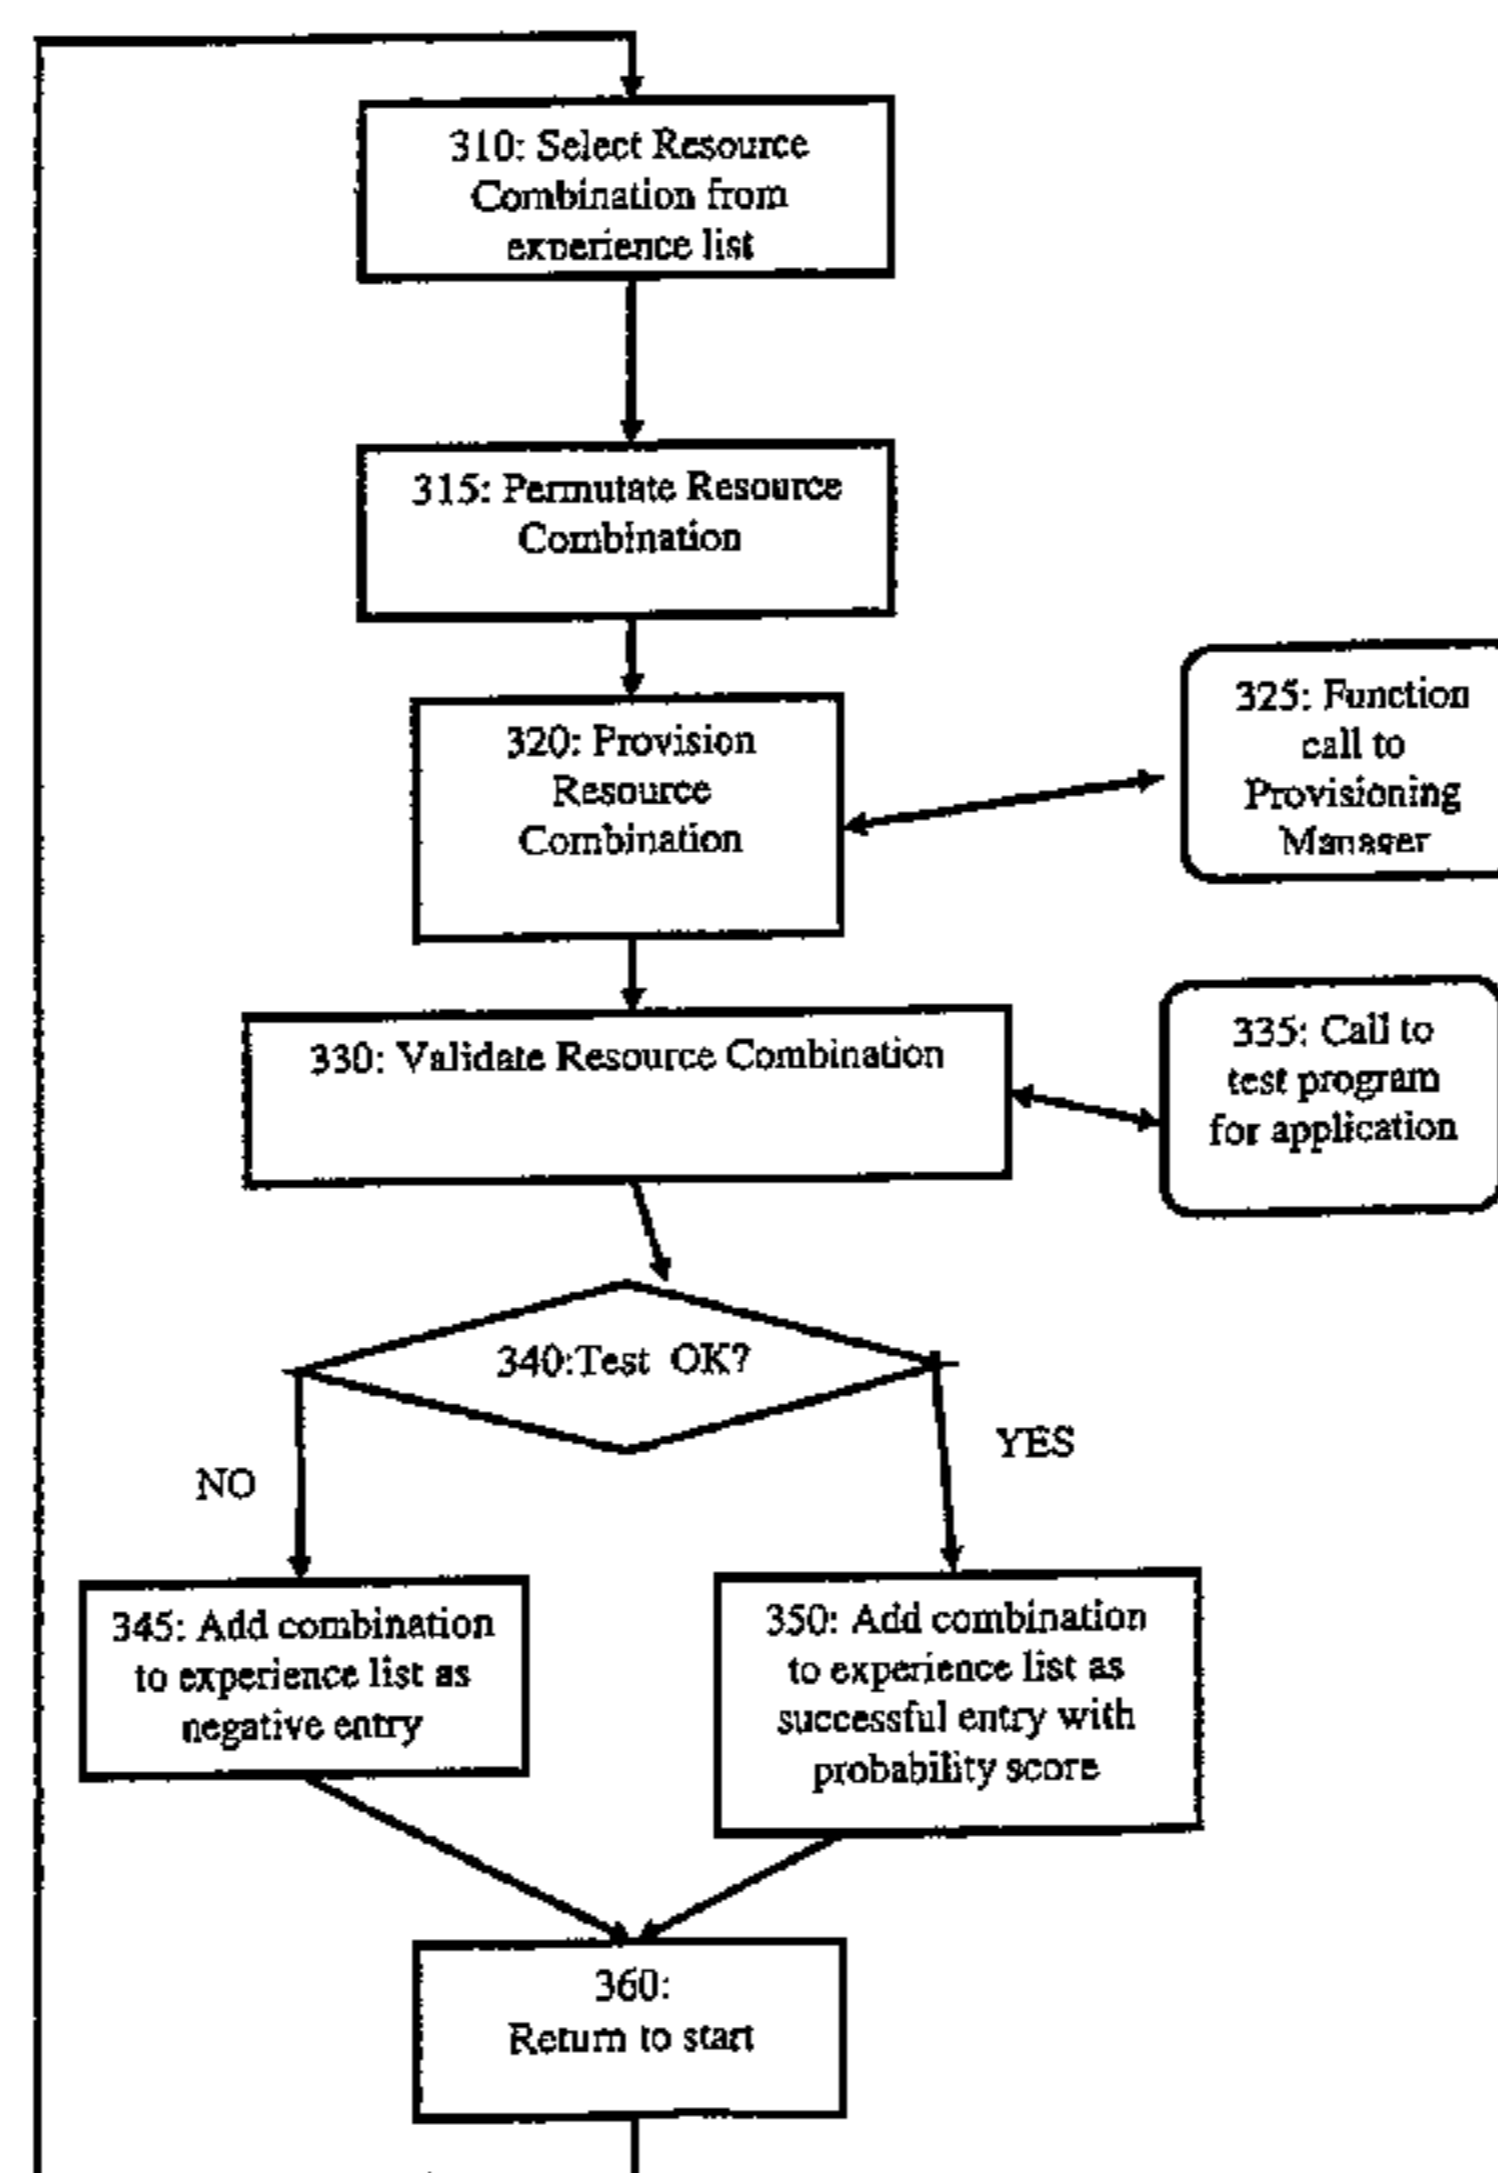 310: Select Resource
Combination from
experience list
315: Permutate Resource
Combination
320: Provision
Resource
Combination
325: Function
call to
Provisioning
Manager
330: Validate Resource Combination
335: Call to
test program
for application
340:Test OK?
NO
YES
345: Add combination
to experience list as
negative entry
350: Add combination
to experience list as
successful entry with
probability score
360:
Return to start